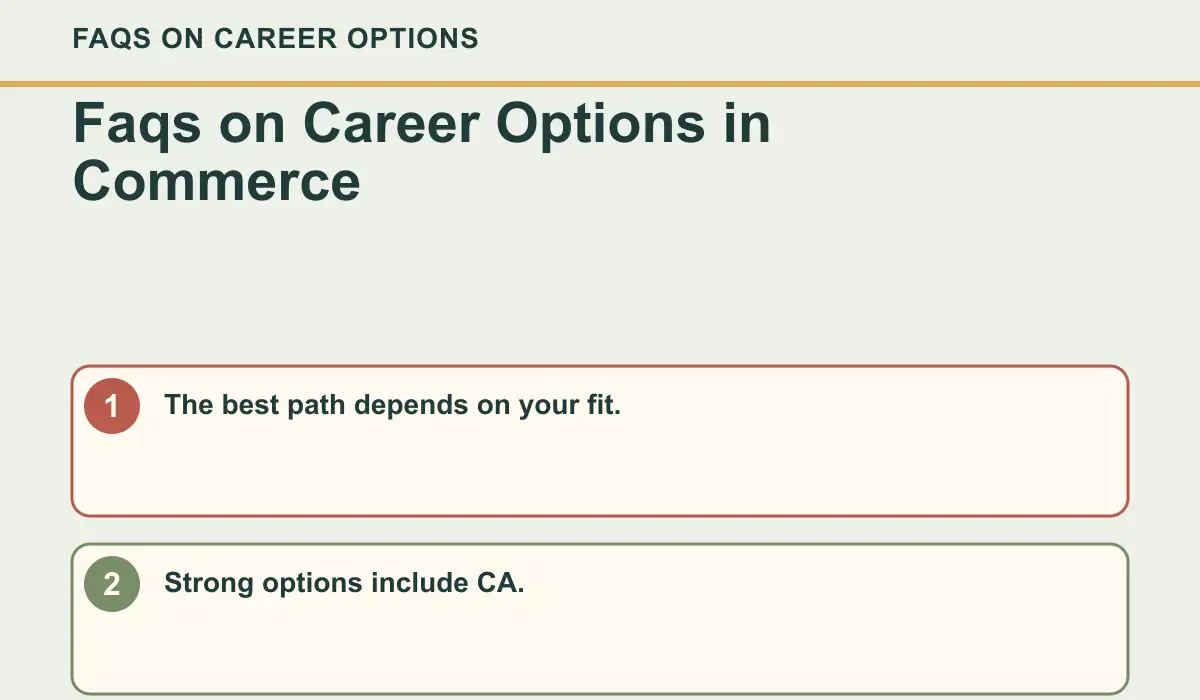 FAQS ON CAREER OPTIONS
Faqs on Career Options in
Commerce
1
The best path depends on your fit.
2
Strong options include CA.